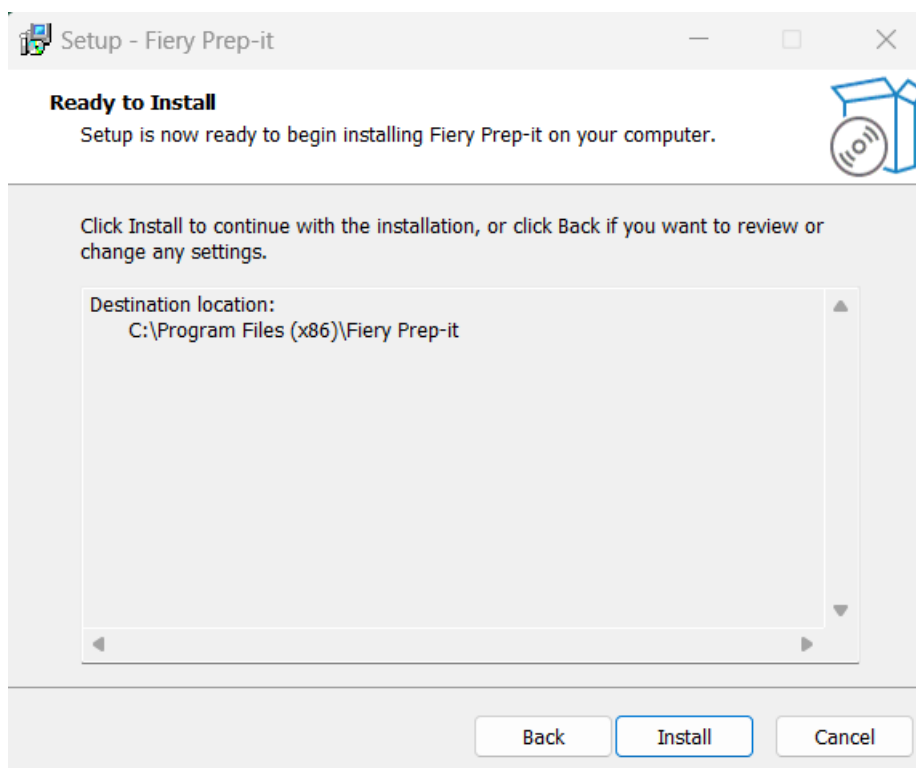 Setup - Fiery Prep-it
Ready to Install
Setup is now ready to begin installing Fiery Prep-it on your computer.
Click Install to continue with the installation, or click Back if you want to review or
change any settings.
Destination location:
C:\Program Files (x86)\Fiery Prep-it
Back
Install
Cancel